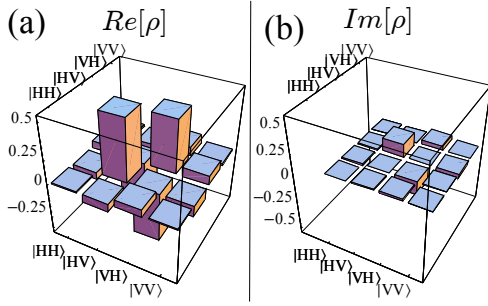 (a) Re[ρ]
|VV⟩
|VH⟩
|HV⟩
|HH⟩
0.5
0.25
0
−0.25
|HH⟩
|HV⟩
|VH⟩
|VV⟩
(b) Im[ρ]
|VV⟩
|VH⟩
|HV⟩
|HH⟩
0.5
0.25
0
−0.25
−0.5
|HH⟩
|HV⟩
|VH⟩
|VV⟩